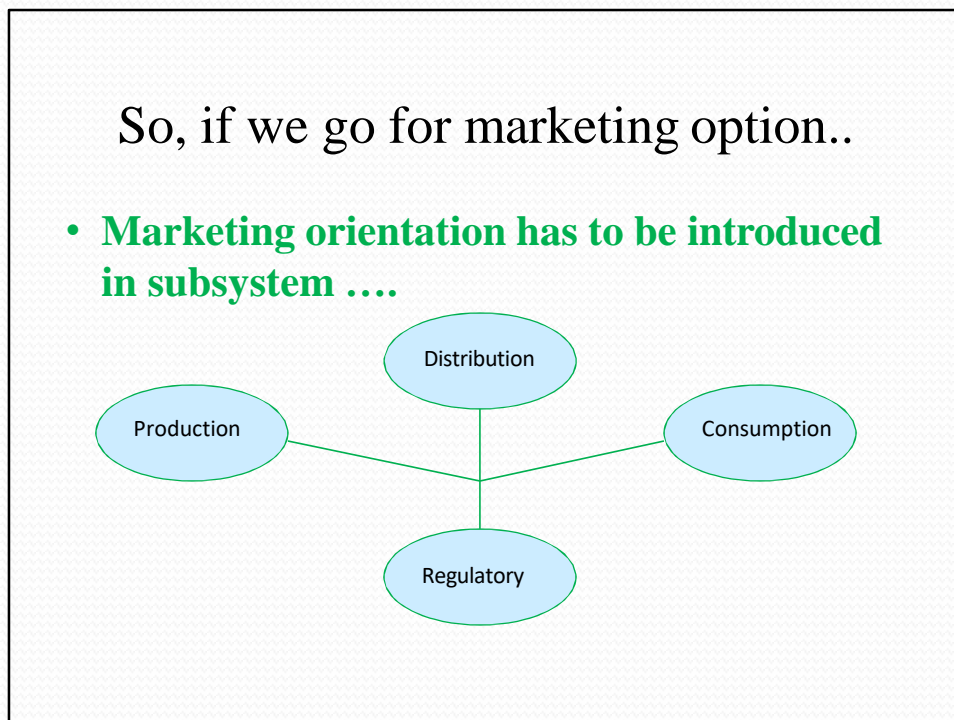 So, if we go for marketing option..
• Marketing orientation has to be introduced
in subsystem ….
Distribution
Production
Consumption
Regulatory